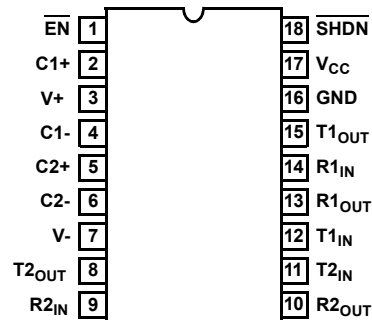 EN 1 18 SHDN
C1+ 2 17 VCC
V+ 3 16 GND
C1- 4 15 T1OUT
C2+ 5 14 R1IN
C2- 6 13 R1OUT
V- 7 12 T1IN
T2OUT 8 11 T2IN
R2IN 9 10 R2OUT